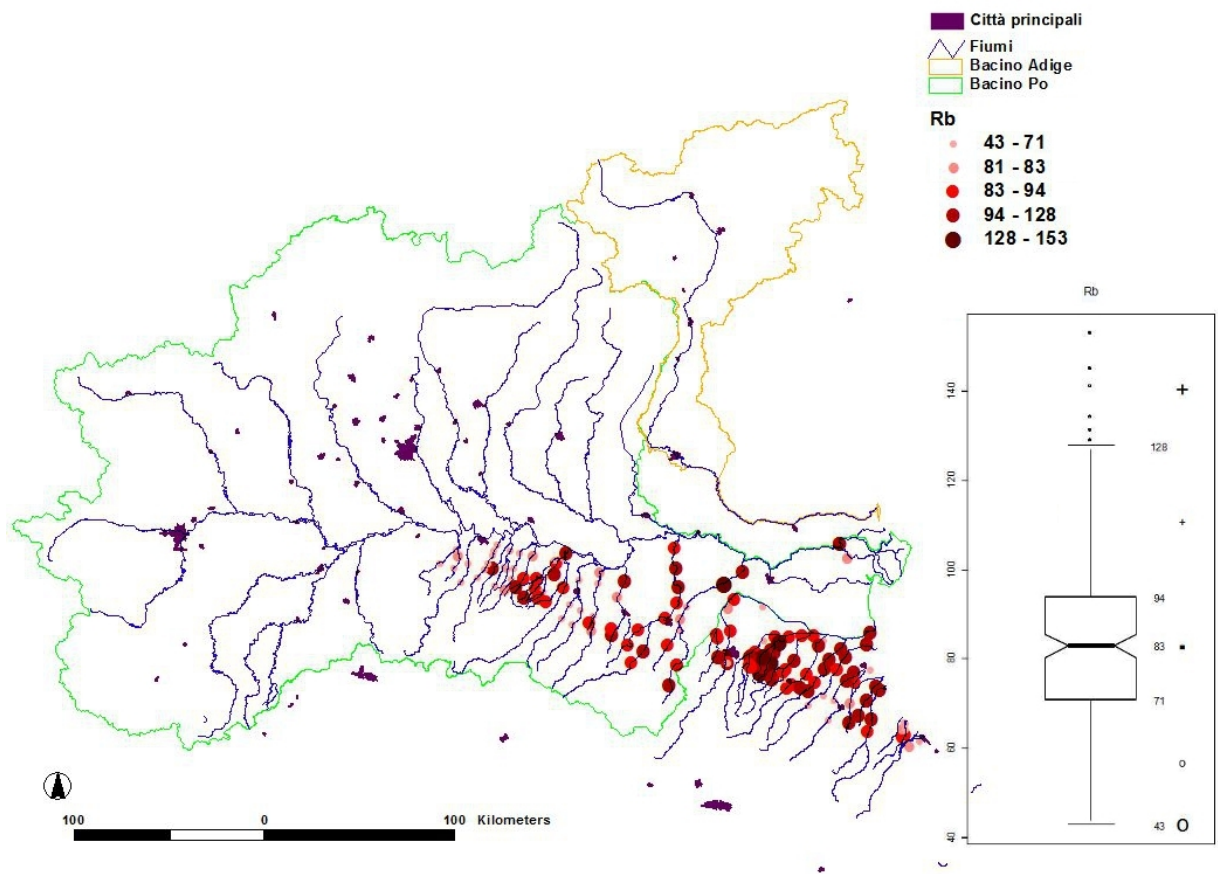 Città principali
Fiumi
Bacino Adige
Bacino Po
Rb
43 - 71
81 - 83
83 - 94
94 - 128
128 - 153
Rb
140
120
100
80
60
40
128
94
83
71
43
100 0 100 Kilometers